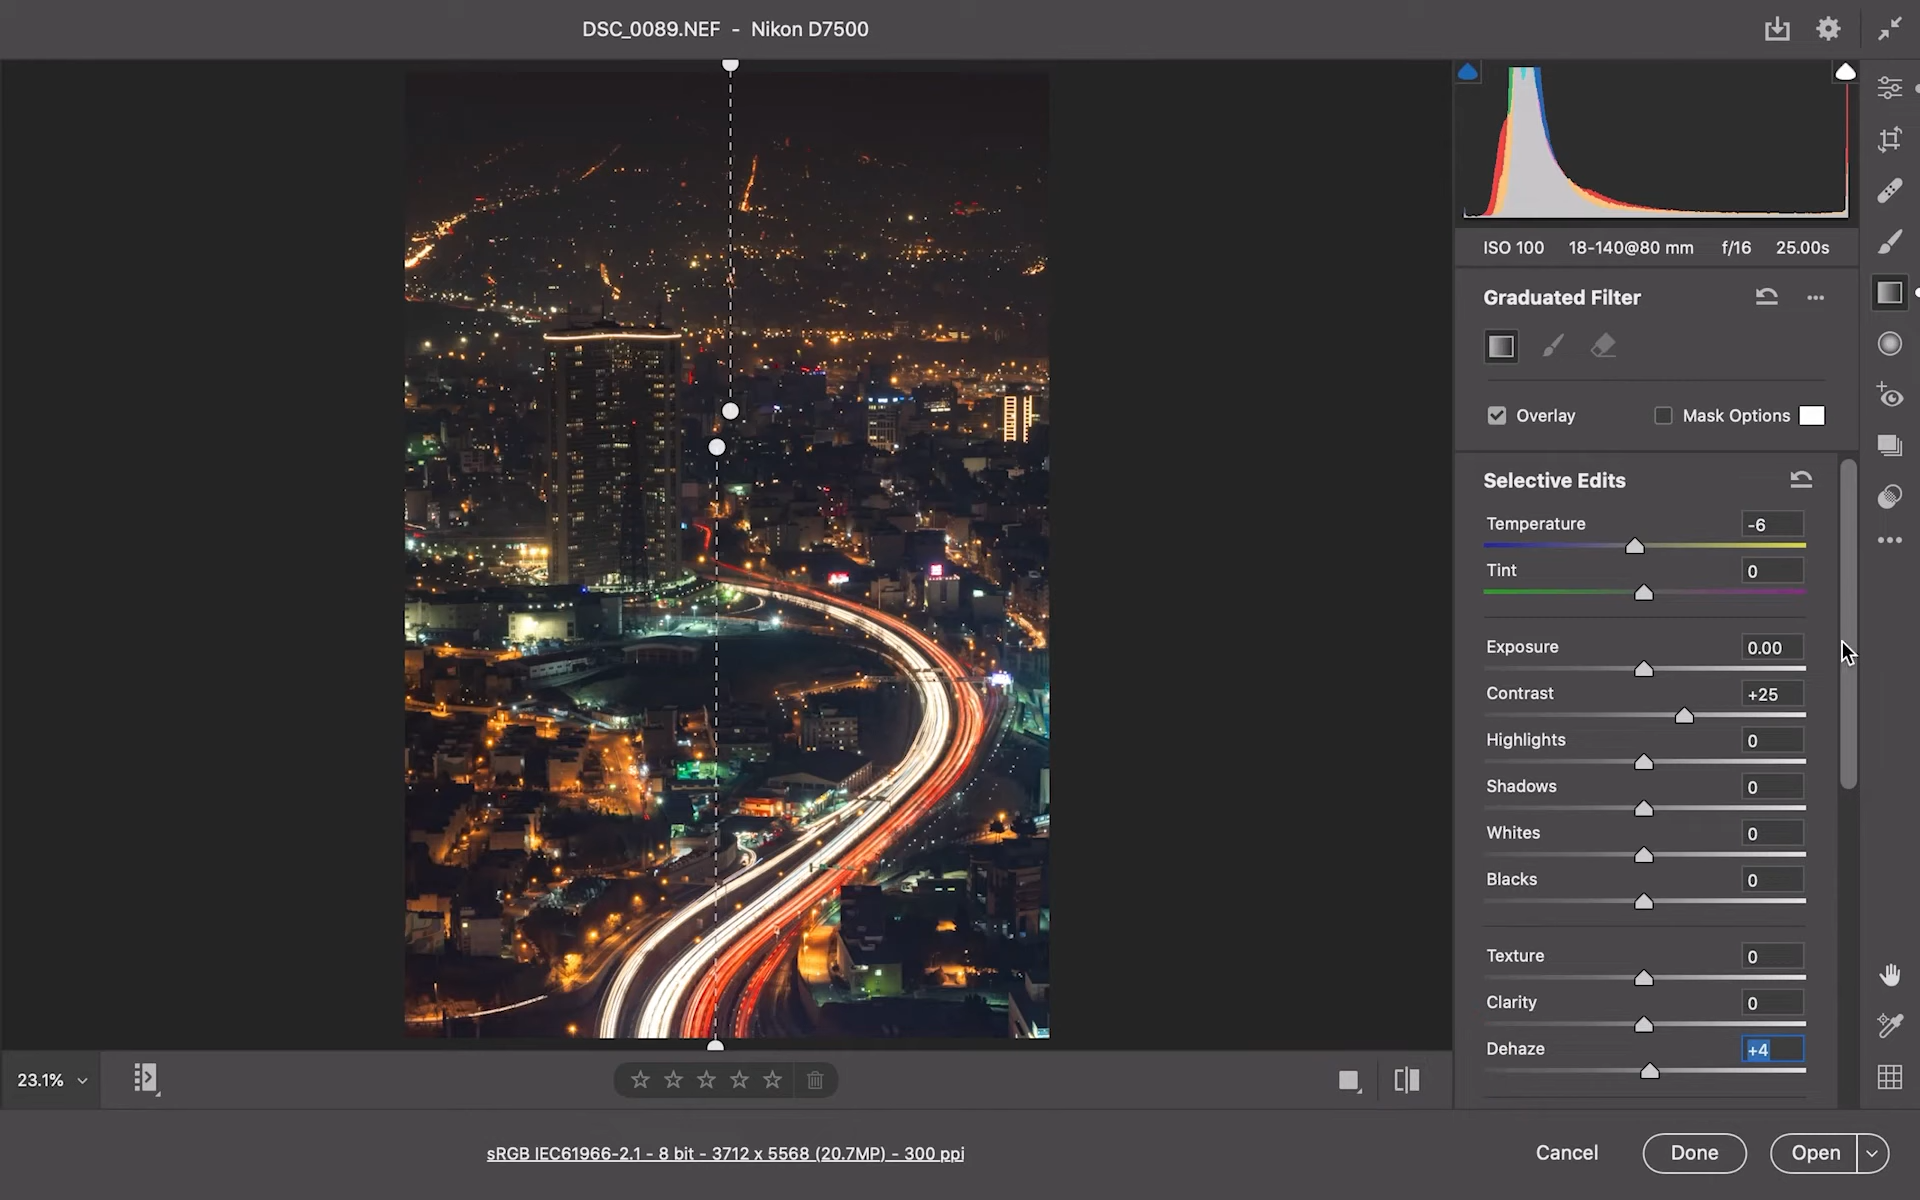 DSC_0089.NEF - Nikon D7500
ISO 100 18-140@80 mm f/16 25.00s
Graduated Filter
Overlay Mask Options
Selective Edits
Temperature -6
Tint 0
Exposure 0.00
Contrast +25
Highlights 0
Shadows 0
Whites 0
Blacks 0
Texture 0
Clarity 0
Dehaze +4
23.1%
sRGB IEC61966-2.1 - 8 bit - 3712 x 5568 (20.7MP) - 300 ppi
Cancel Done Open